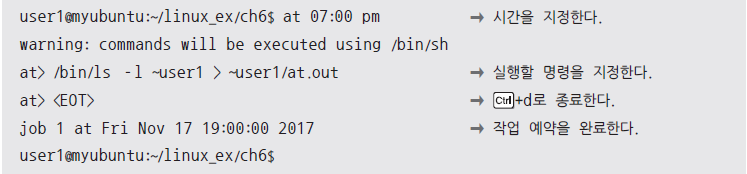 user1@myubuntu:~/linux_ex/ch6$ at 07:00 pm → 시간을 지정한다.
warning: commands will be executed using /bin/sh
at> /bin/ls -l ~user1 > ~user1/at.out → 실행할 명령을 지정한다.
at> <EOT> → Ctrl+d로 종료한다.
job 1 at Fri Nov 17 19:00:00 2017 → 작업 예약을 완료한다.
user1@myubuntu:~/linux_ex/ch6$